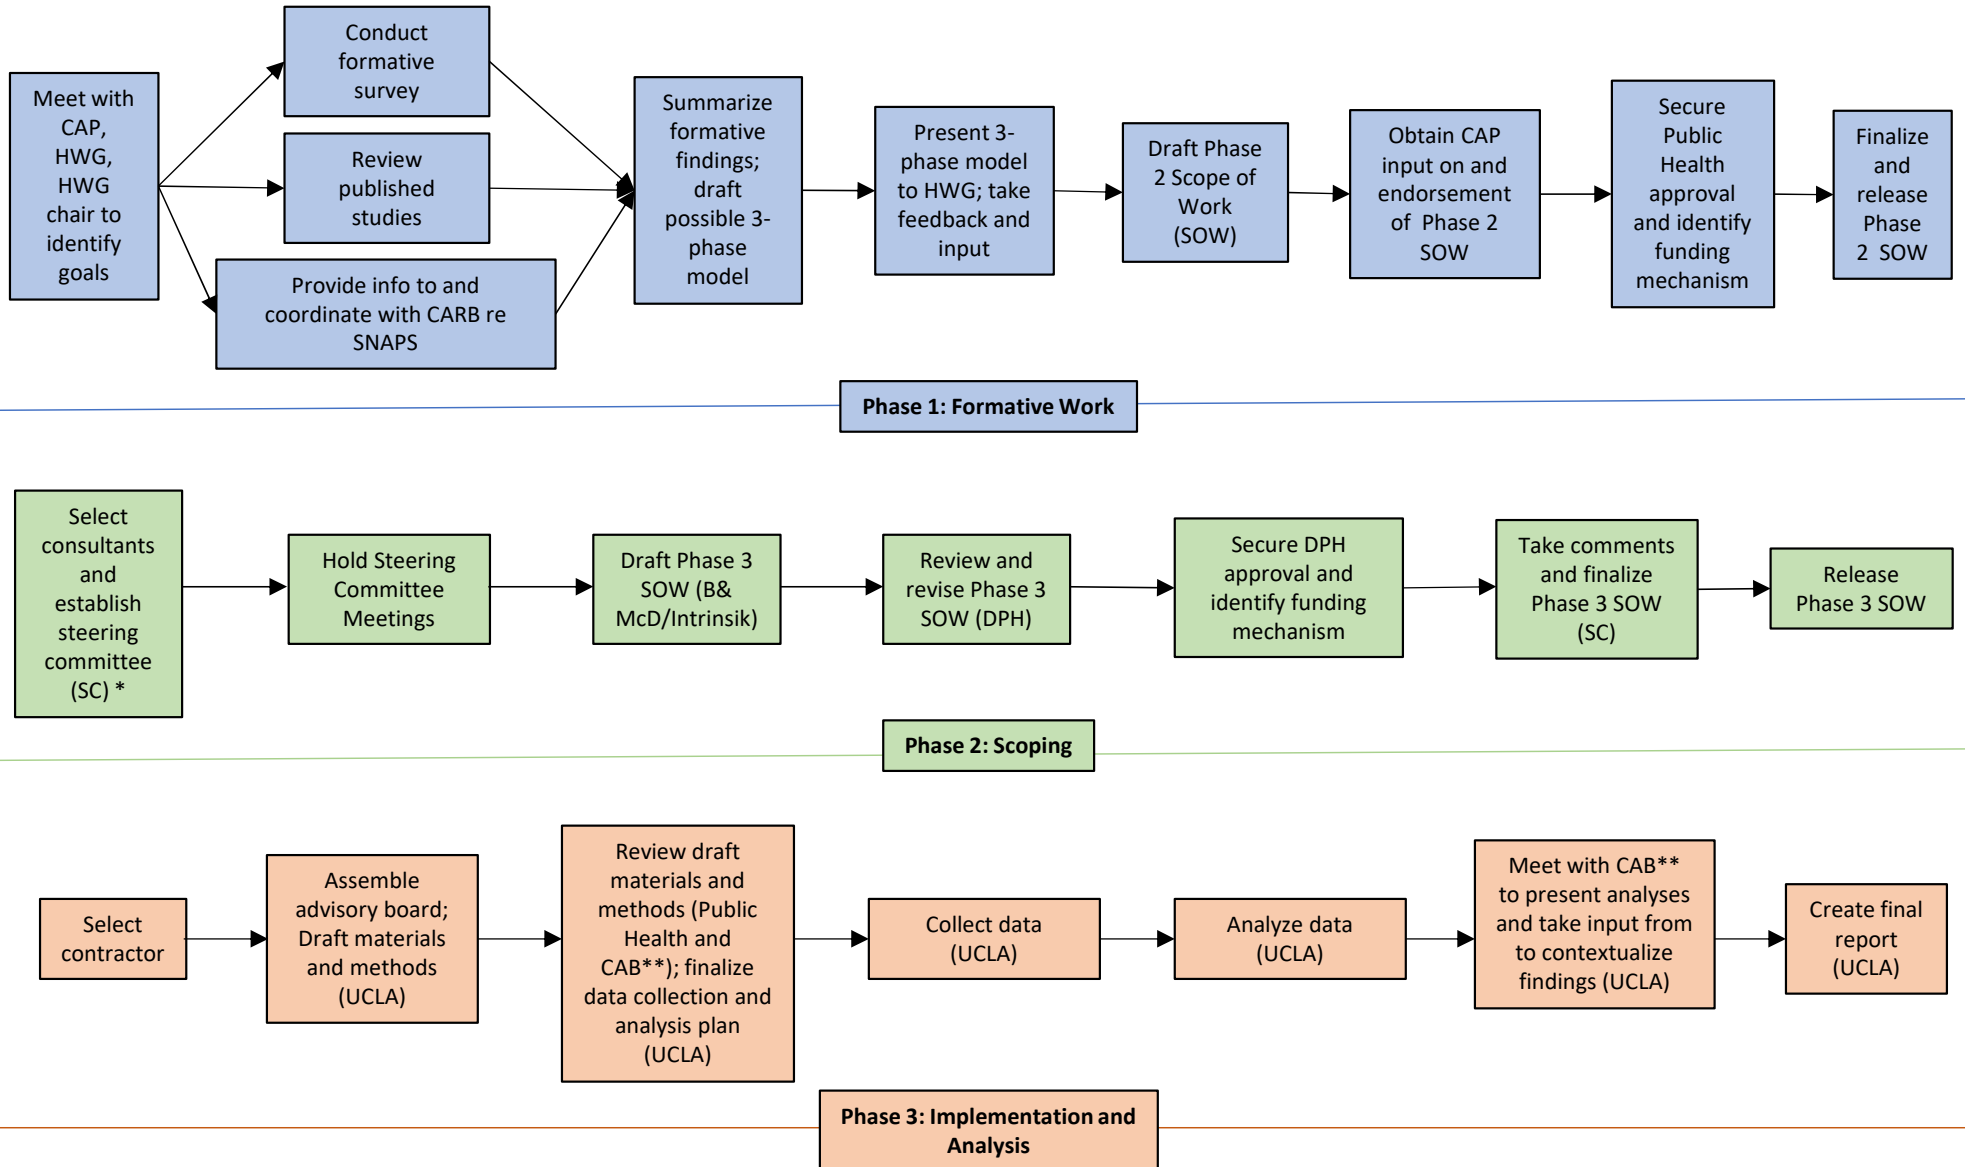 Meet with
CAP,
HWG,
HWG
chair to
identify
goals
Conduct
formative
survey
Review
published
studies
Provide info to and
coordinate with CARB re
SNAPS
Summarize
formative
findings;
draft
possible 3-
phase
model
Present 3-
phase model
to HWG; take
feedback and
input
Draft Phase
2 Scope of
Work
(SOW)
Obtain CAP
input on and
endorsement
of Phase 2
SOW
Secure
Public
Health
approval
and identify
funding
mechanism
Finalize
and
release
Phase
2 SOW
Phase 1: Formative Work
Select
consultants
and
establish
steering
committee
(SC) *
Hold Steering
Committee
Meetings
Draft Phase 3
SOW (B&
McD/Intrinsik)
Review and
revise Phase 3
SOW (DPH)
Secure DPH
approval and
identify funding
mechanism
Take comments
and finalize
Phase 3 SOW
(SC)
Release
Phase 3 SOW
Phase 2: Scoping
Select
contractor
Assemble
advisory board;
Draft materials
and methods
(UCLA)
Review draft
materials and
methods (Public
Health and
CAB**); finalize
data collection and
analysis plan
(UCLA)
Collect data
(UCLA)
Analyze data
(UCLA)
Meet with CAB**
to present analyses
and take input from
to contextualize
findings (UCLA)
Create final
report
(UCLA)
Phase 3: Implementation and
Analysis